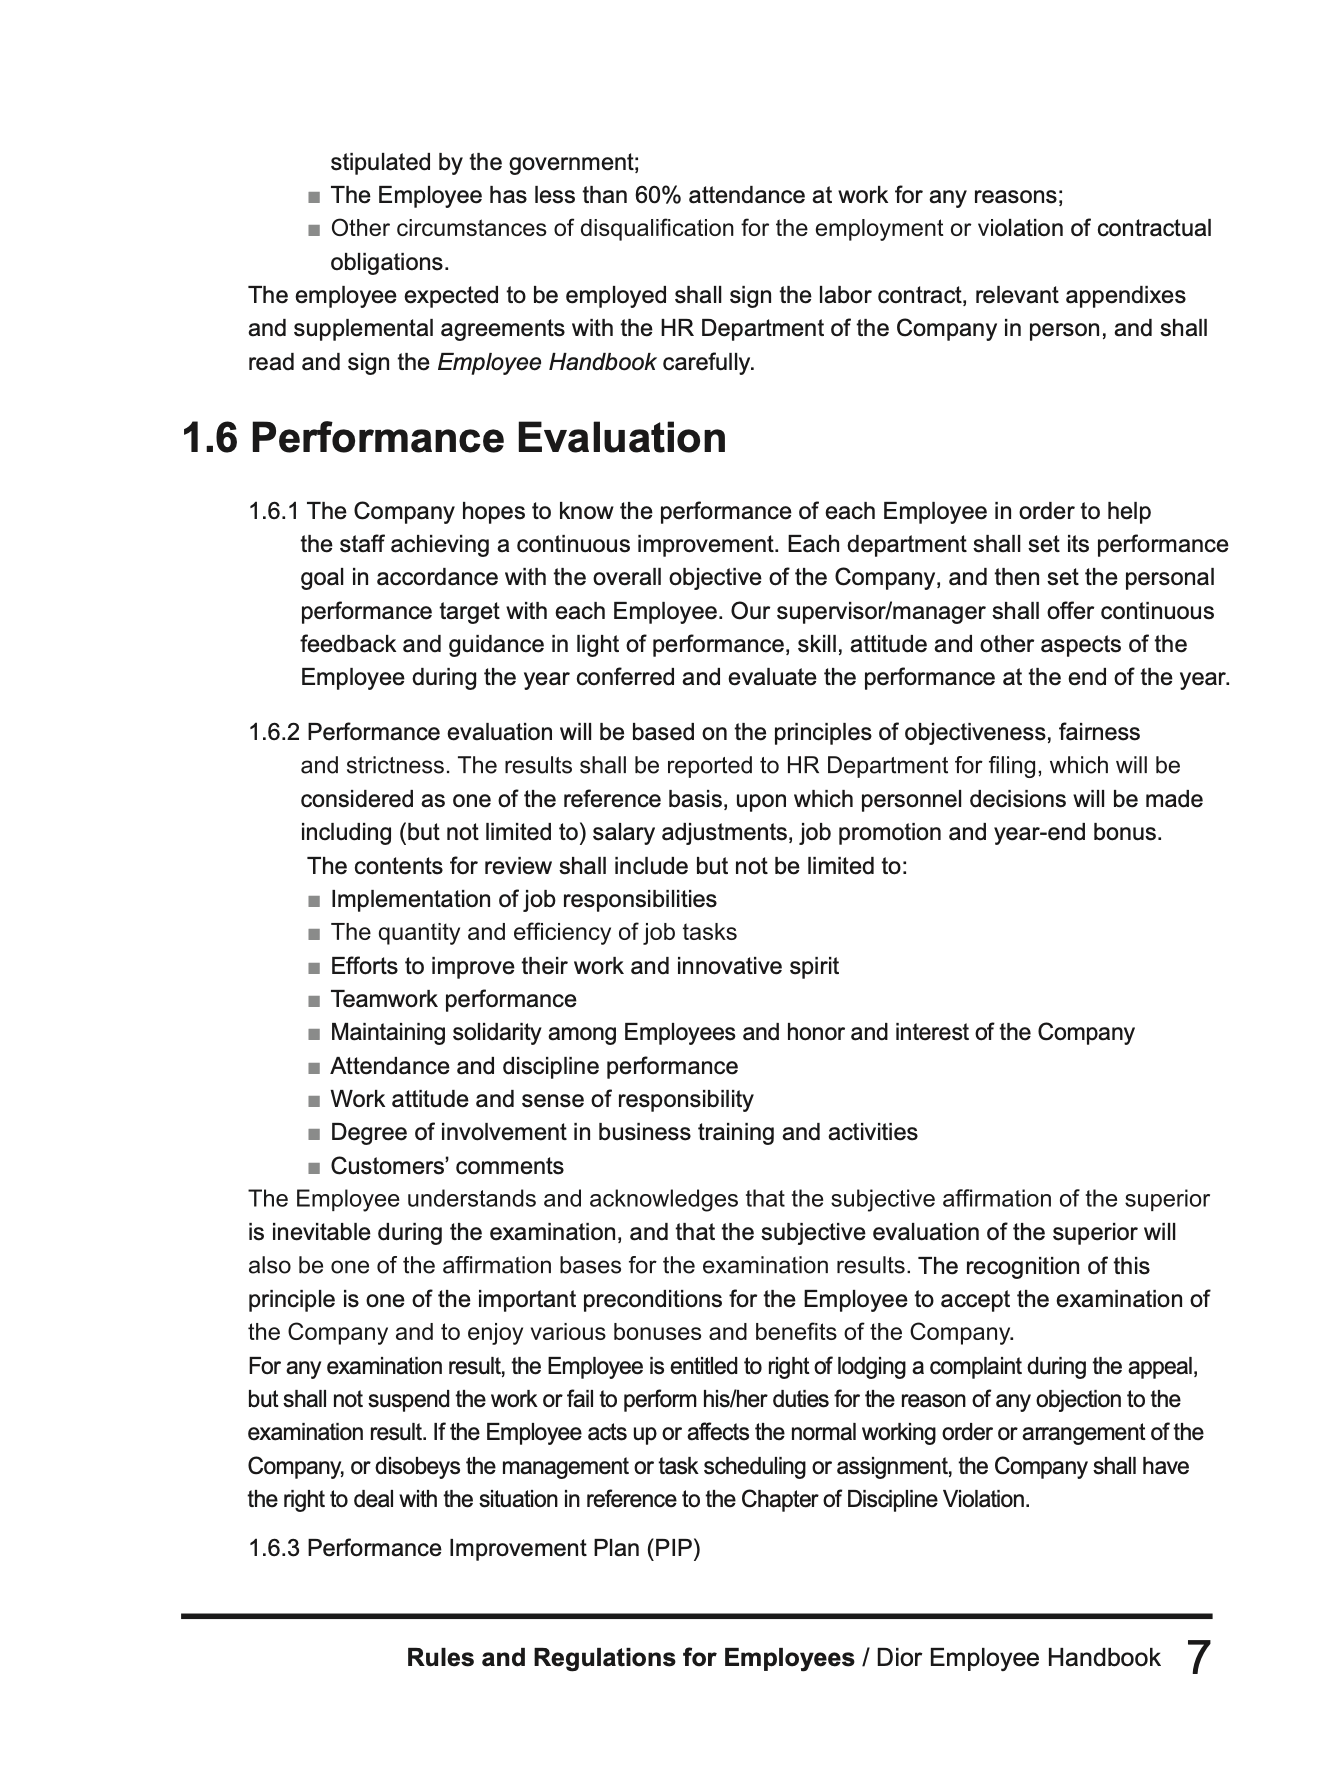 stipulated by the government;
■ The Employee has less than 60% attendance at work for any reasons;
■ Other circumstances of disqualification for the employment or violation of contractual
obligations.
The employee expected to be employed shall sign the labor contract, relevant appendixes
and supplemental agreements with the HR Department of the Company in person, and shall
read and sign the Employee Handbook carefully.
1.6 Performance Evaluation
1.6.1 The Company hopes to know the performance of each Employee in order to help
the staff achieving a continuous improvement. Each department shall set its performance
goal in accordance with the overall objective of the Company, and then set the personal
performance target with each Employee. Our supervisor/manager shall offer continuous
feedback and guidance in light of performance, skill, attitude and other aspects of the
Employee during the year conferred and evaluate the performance at the end of the year.
1.6.2 Performance evaluation will be based on the principles of objectiveness, fairness
and strictness. The results shall be reported to HR Department for filing, which will be
considered as one of the reference basis, upon which personnel decisions will be made
including (but not limited to) salary adjustments, job promotion and year-end bonus.
The contents for review shall include but not be limited to:
■ Implementation of job responsibilities
■ The quantity and efficiency of job tasks
■ Efforts to improve their work and innovative spirit
■ Teamwork performance
■ Maintaining solidarity among Employees and honor and interest of the Company
■ Attendance and discipline performance
■ Work attitude and sense of responsibility
■ Degree of involvement in business training and activities
■ Customers’ comments
The Employee understands and acknowledges that the subjective affirmation of the superior
is inevitable during the examination, and that the subjective evaluation of the superior will
also be one of the affirmation bases for the examination results. The recognition of this
principle is one of the important preconditions for the Employee to accept the examination of
the Company and to enjoy various bonuses and benefits of the Company.
For any examination result, the Employee is entitled to right of lodging a complaint during the appeal,
but shall not suspend the work or fail to perform his/her duties for the reason of any objection to the
examination result. If the Employee acts up or affects the normal working order or arrangement of the
Company, or disobeys the management or task scheduling or assignment, the Company shall have
the right to deal with the situation in reference to the Chapter of Discipline Violation.
1.6.3 Performance Improvement Plan (PIP)
Rules and Regulations for Employees / Dior Employee Handbook 7